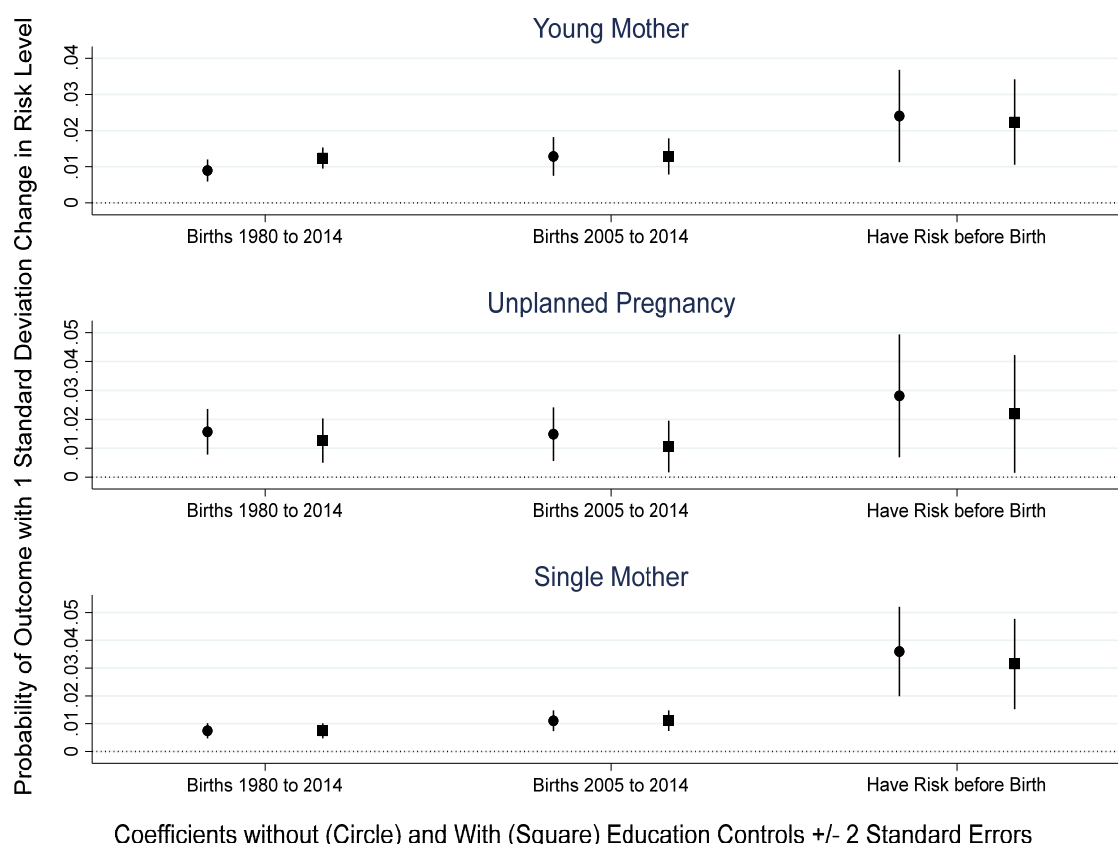 Probability of Outcome with 1 Standard Deviation Change in Risk Level
Young Mother
.04
.03
.02
.01
0
Births 1980 to 2014 Births 2005 to 2014 Have Risk before Birth
Unplanned Pregnancy
.05
.04
.03
.02
.01
0
Births 1980 to 2014 Births 2005 to 2014 Have Risk before Birth
Single Mother
.05
.04
.03
.02
.01
0
Births 1980 to 2014 Births 2005 to 2014 Have Risk before Birth
Coefficients without (Circle) and With (Square) Education Controls +/- 2 Standard Errors